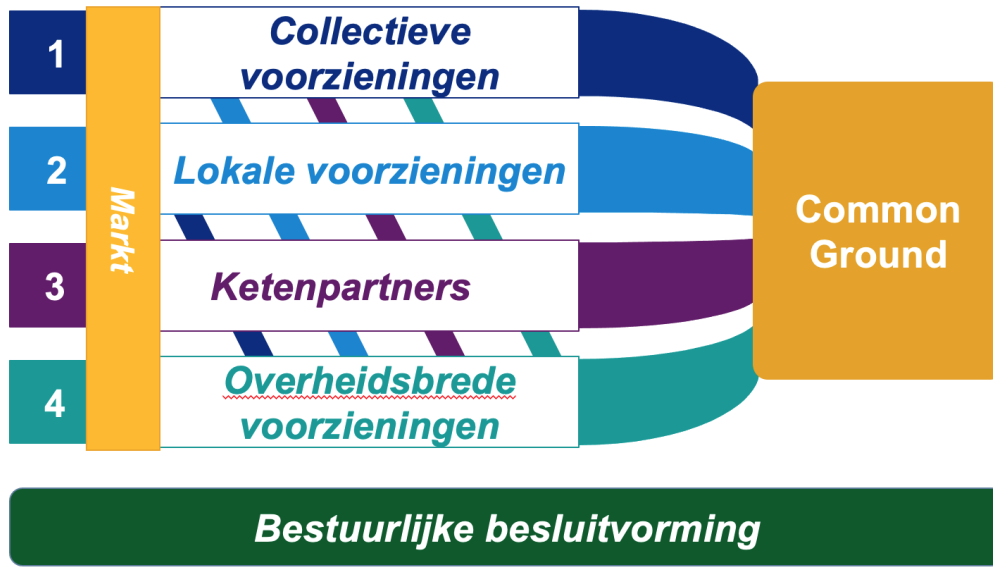 1
Collectieve
voorzieningen
2
Lokale voorzieningen
3
Ketenpartners
4
Overheidsbrede
voorzieningen
Markt
Common
Ground
Bestuurlijke besluitvorming